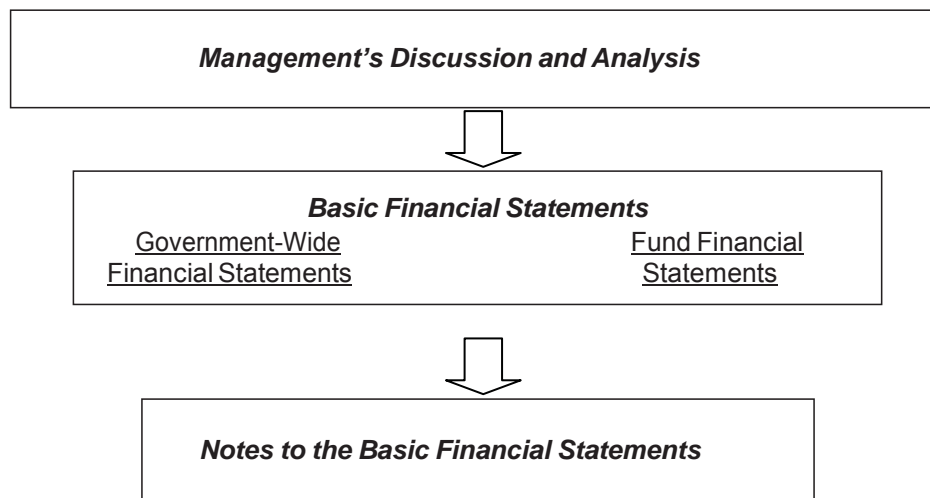 Management’s Discussion and Analysis
Basic Financial Statements
Government-Wide
Financial Statements
Fund Financial
Statements
Notes to the Basic Financial Statements